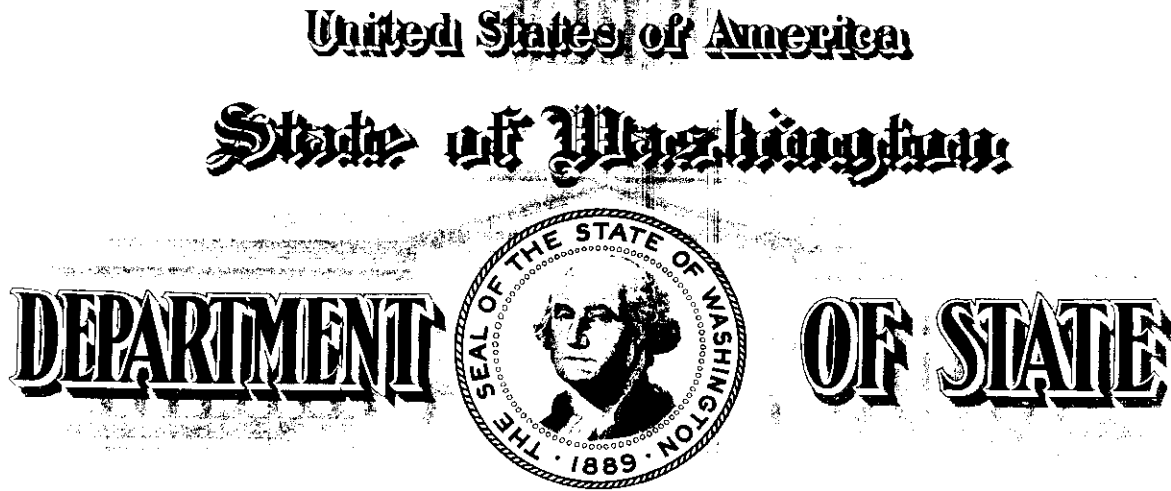 United States of America
State of Washington
DEPARTMENT OF STATE
THE SEAL OF THE STATE OF WASHINGTON
· 1889 ·